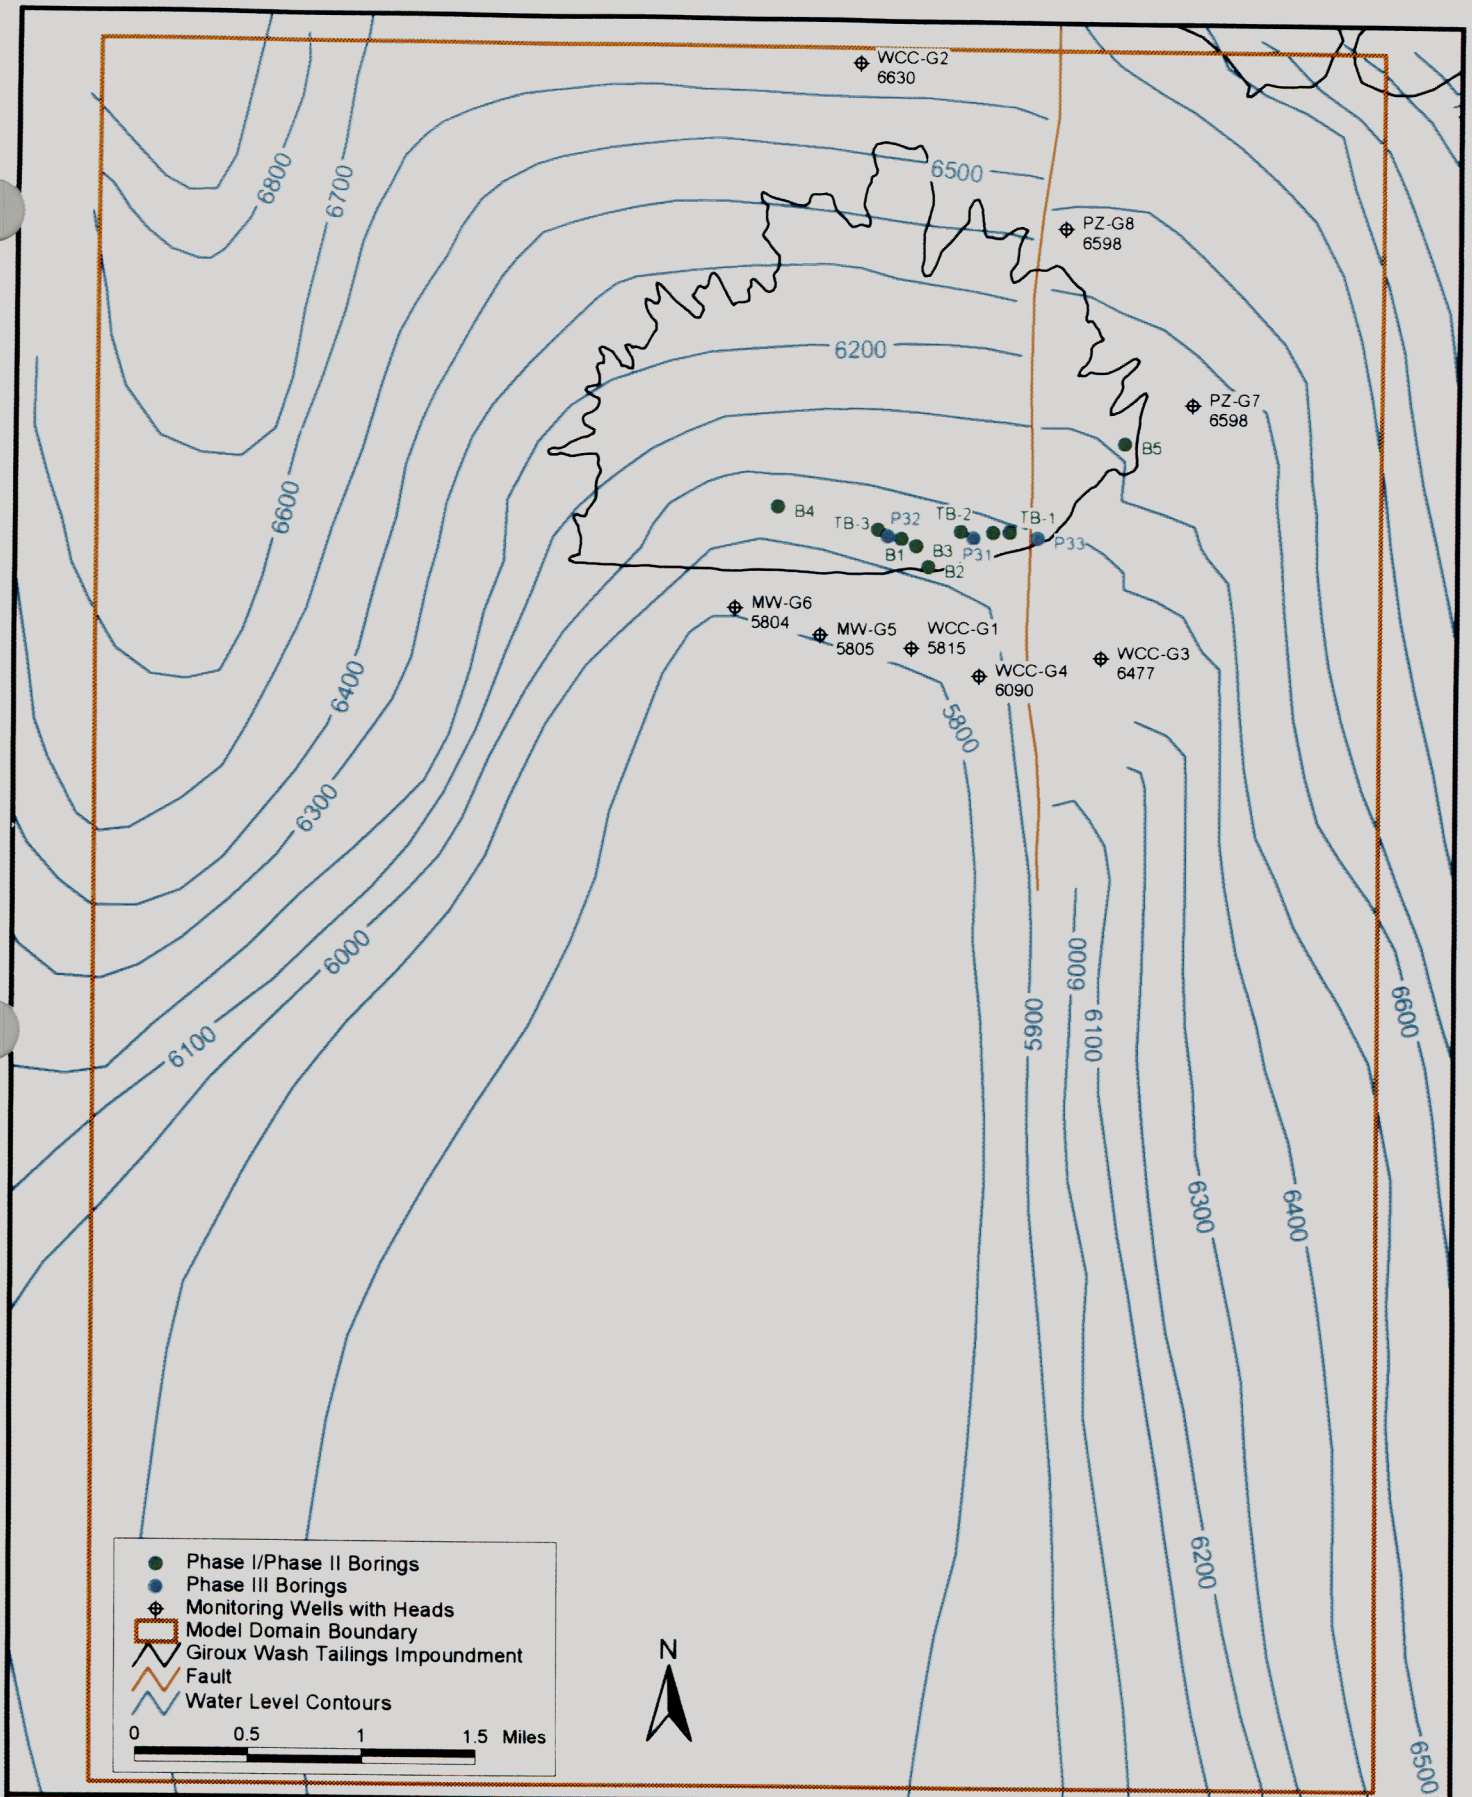 WCC-G2
6630
6800
6700
6500
PZ-G8
6598
6200
PZ-G7
6598
B5
6600
B4
TB-3
P32
TB-2
TB-1
B1
B3
P31
P33
B2
MW-G6
5804
MW-G5
5805
WCC-G1
5815
WCC-G3
6477
WCC-G4
6090
6400
5800
6300
6000
6000
6100
5900
6100
6600
6300
6400
6200
6500
Phase I/Phase II Borings
Phase III Borings
Monitoring Wells with Heads
Model Domain Boundary
Giroux Wash Tailings Impoundment
Fault
Water Level Contours
0 0.5 1 1.5 Miles
N